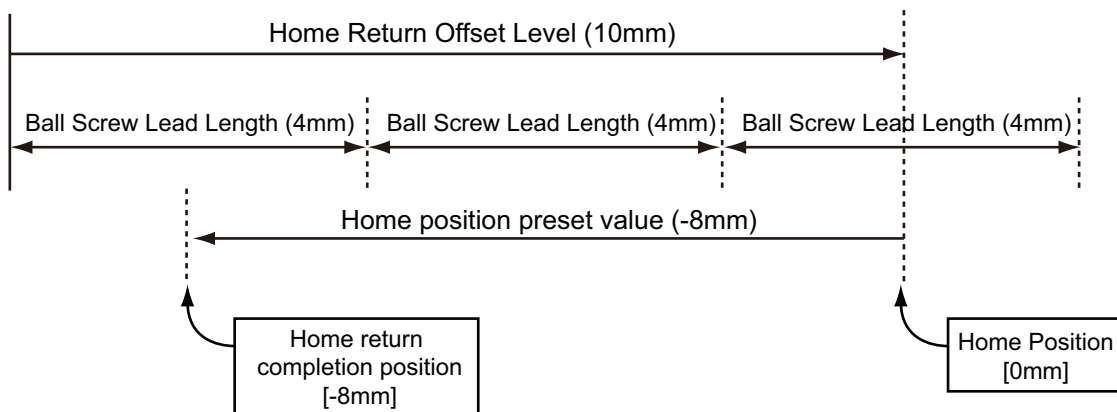 Home Return Offset Level (10mm)
Ball Screw Lead Length (4mm)
Ball Screw Lead Length (4mm)
Ball Screw Lead Length (4mm)
Home position preset value (-8mm)
Home return
completion position
[-8mm]
Home Position
[0mm]